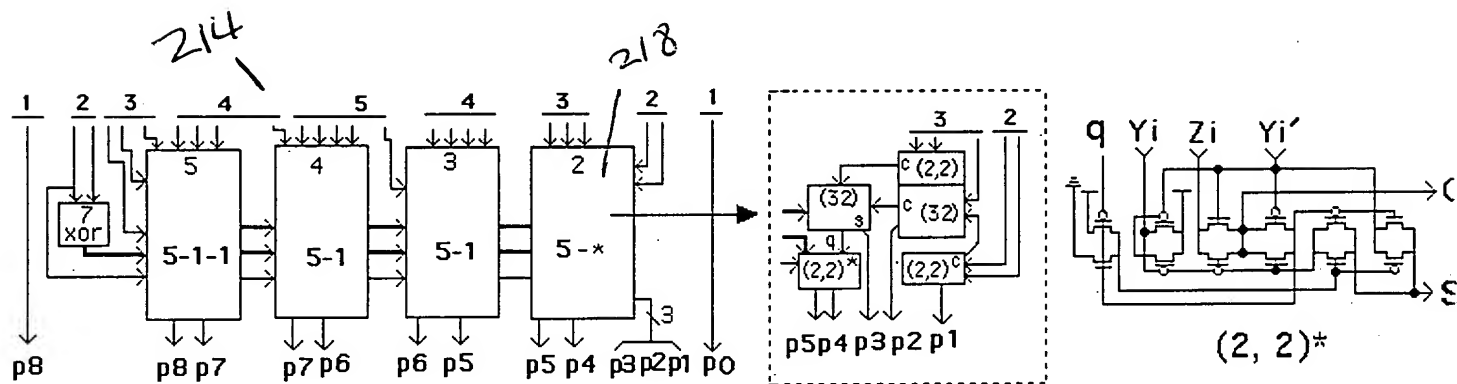 214
218
1 2 3 4 5 4 3 2 1
5 4 3 2
7
xor
5-1-1 5-1 5-1 5-*
3
p8 p8 p7 p7 p6 p6 p5 p5 p4 p3 p2 p1 p0
3 2
c (2,2)
(32) c (32)
s
q
(2,2)* (2,2) c
p5 p4 p3 p2 p1
q Yi Zi Yi′
S
(2, 2)*